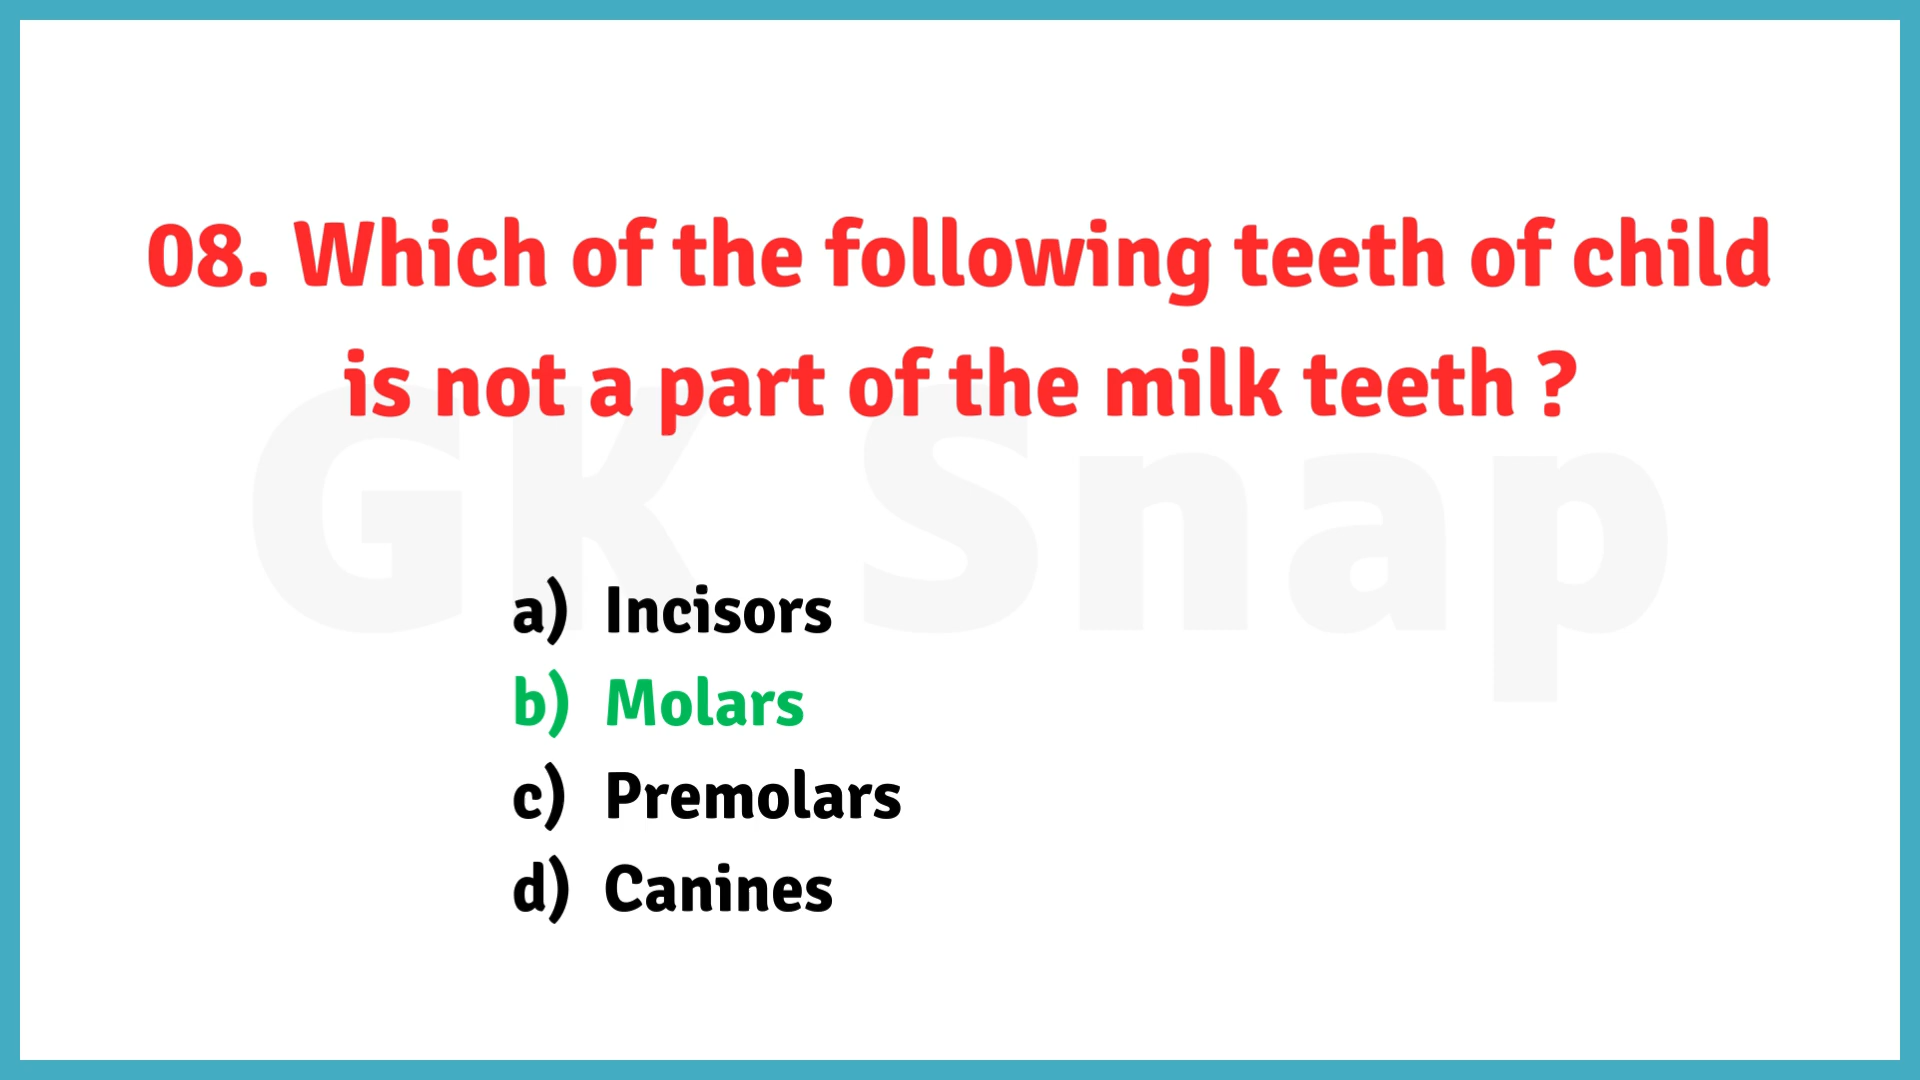 08. Which of the following teeth of child
is not a part of the milk teeth ?
GK Snap
a) Incisors
b) Molars
c) Premolars
d) Canines